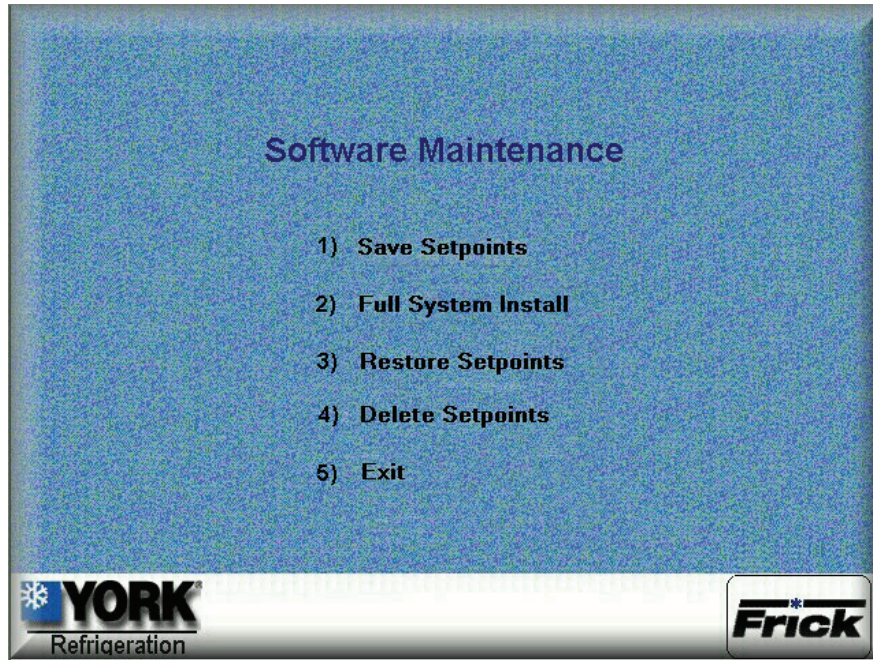 Software Maintenance
1) Save Setpoints
2) Full System Install
3) Restore Setpoints
4) Delete Setpoints
5) Exit
YORK®
Refrigeration
Frick